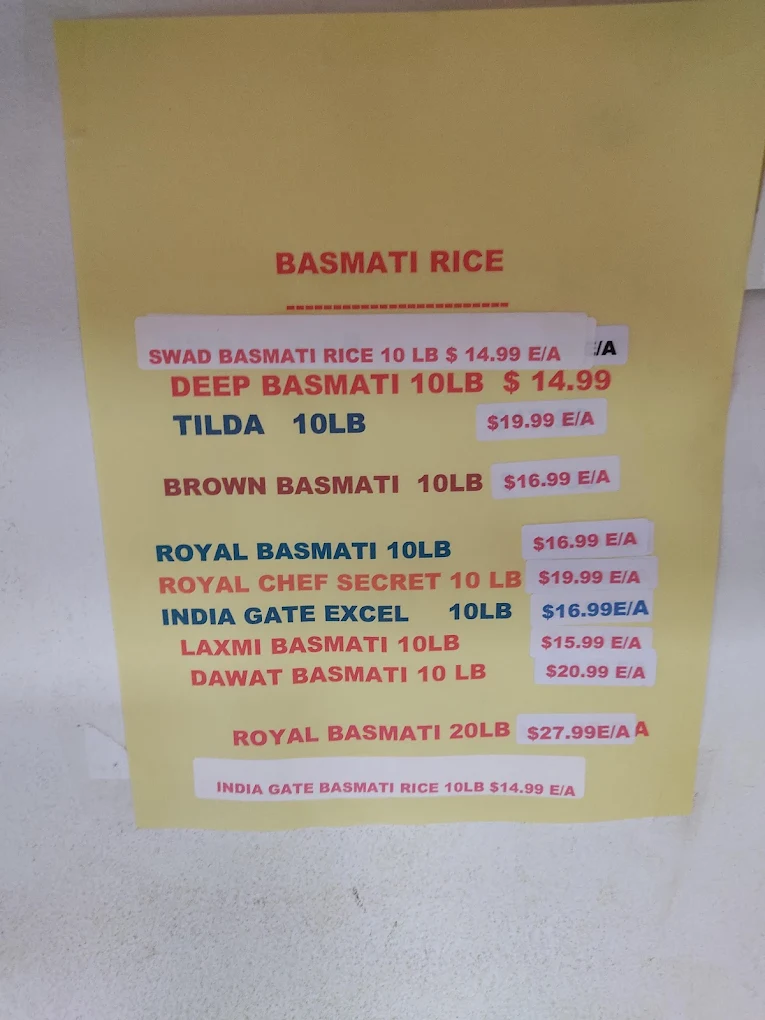 BASMATI RICE
------------------------
SWAD BASMATI RICE 10 LB $ 14.99 E/A /A
DEEP BASMATI 10LB $ 14.99
TILDA 10LB $19.99 E/A
BROWN BASMATI 10LB $16.99 E/A
ROYAL BASMATI 10LB $16.99 E/A
ROYAL CHEF SECRET 10 LB $19.99 E/A
INDIA GATE EXCEL 10LB $16.99E/A
LAXMI BASMATI 10LB $15.99 E/A
DAWAT BASMATI 10 LB $20.99 E/A
ROYAL BASMATI 20LB $27.99E/A A
INDIA GATE BASMATI RICE 10LB $14.99 E/A